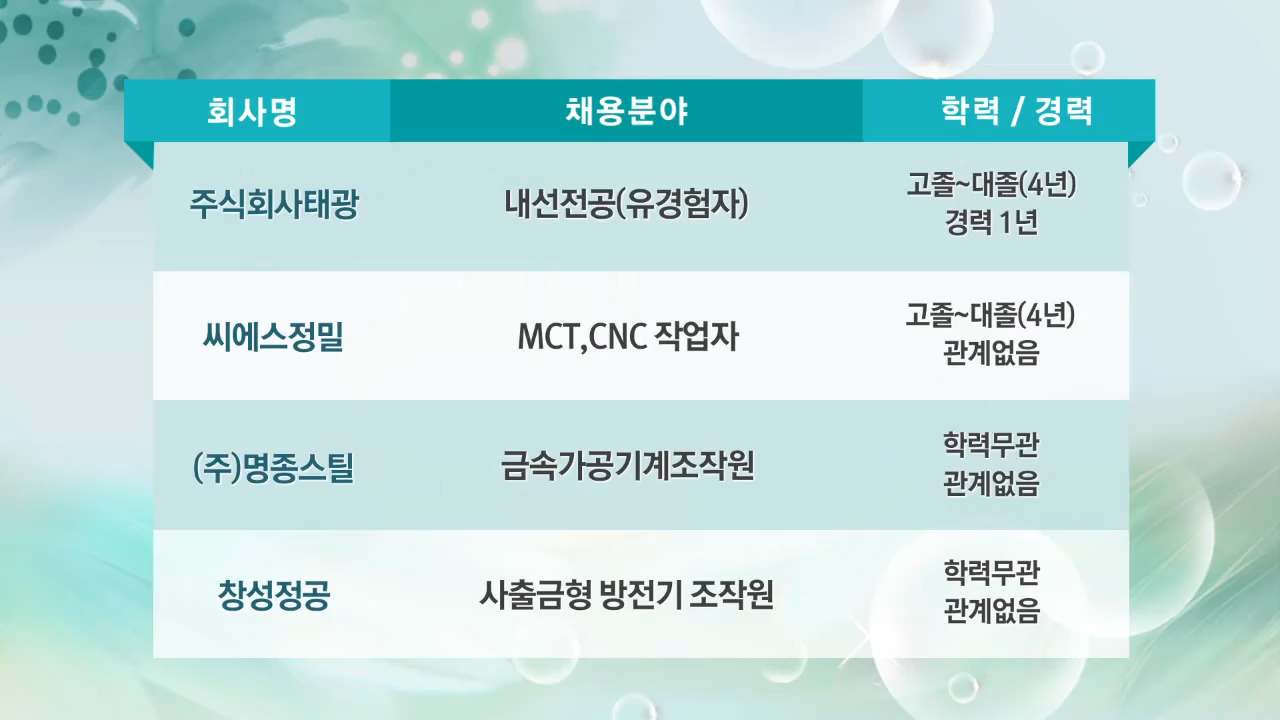 회사명 채용분야 학력 / 경력
주식회사태광 내선전공(유경험자) 고졸~대졸(4년)
경력 1년
씨에스정밀 MCT,CNC 작업자 고졸~대졸(4년)
관계없음
(주)명종스틸 금속가공기계조작원 학력무관
관계없음
창성정공 사출금형 방전기 조작원 학력무관
관계없음